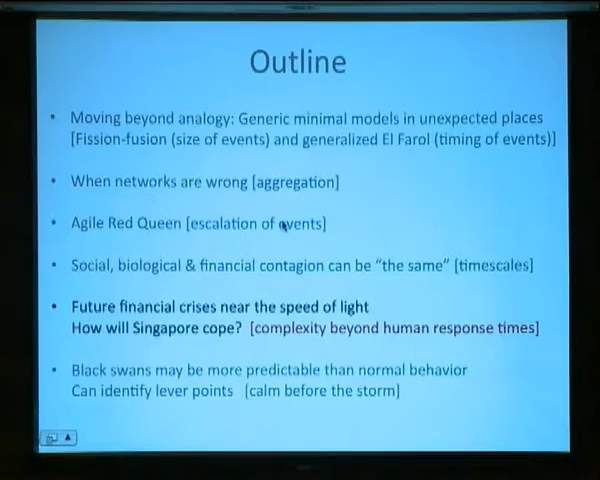 Outline
• Moving beyond analogy: Generic minimal models in unexpected places
[Fission-fusion (size of events) and generalized El Farol (timing of events)]
• When networks are wrong [aggregation]
• Agile Red Queen [escalation of events]
• Social, biological & financial contagion can be “the same” [timescales]
• Future financial crises near the speed of light
How will Singapore cope? [complexity beyond human response times]
• Black swans may be more predictable than normal behavior
Can identify lever points [calm before the storm]